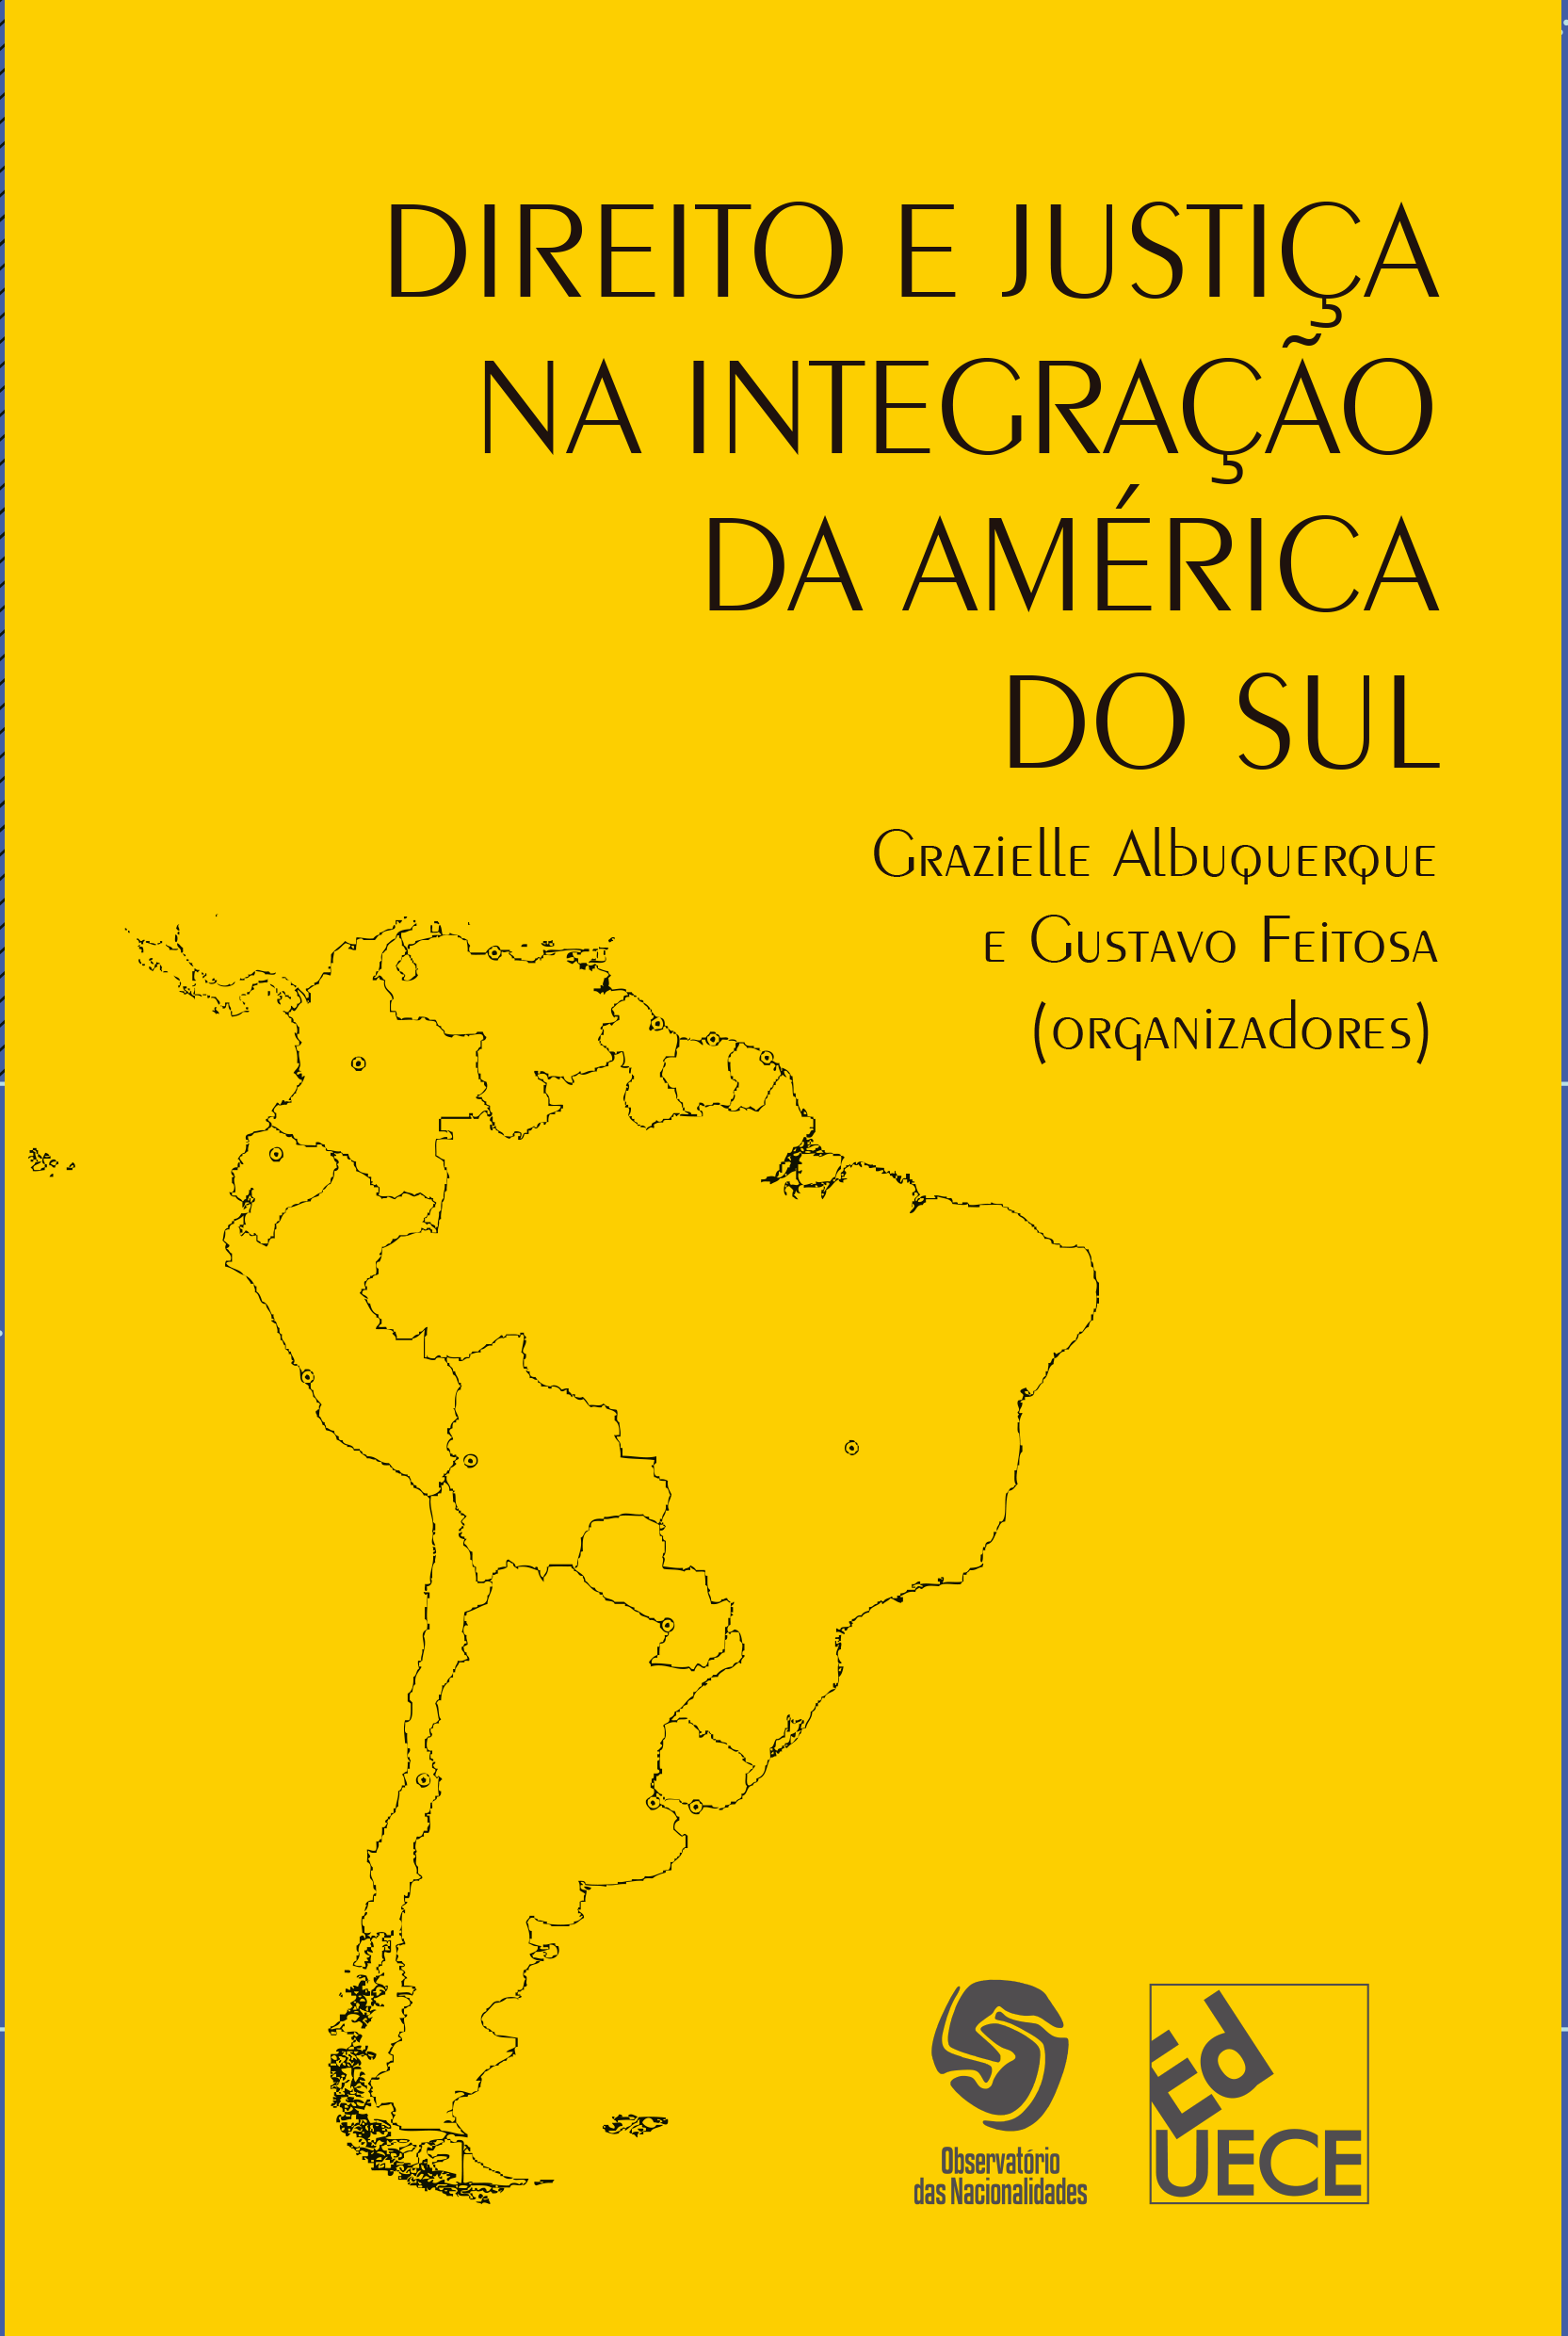 DIREITO E JUSTIÇA
NA INTEGRAÇÃO
DA AMÉRICA
DO SUL
Grazielle Albuquerque
e Gustavo Feitosa
(organizadores)
Observatório
das Nacionalidades
Ed
UECE